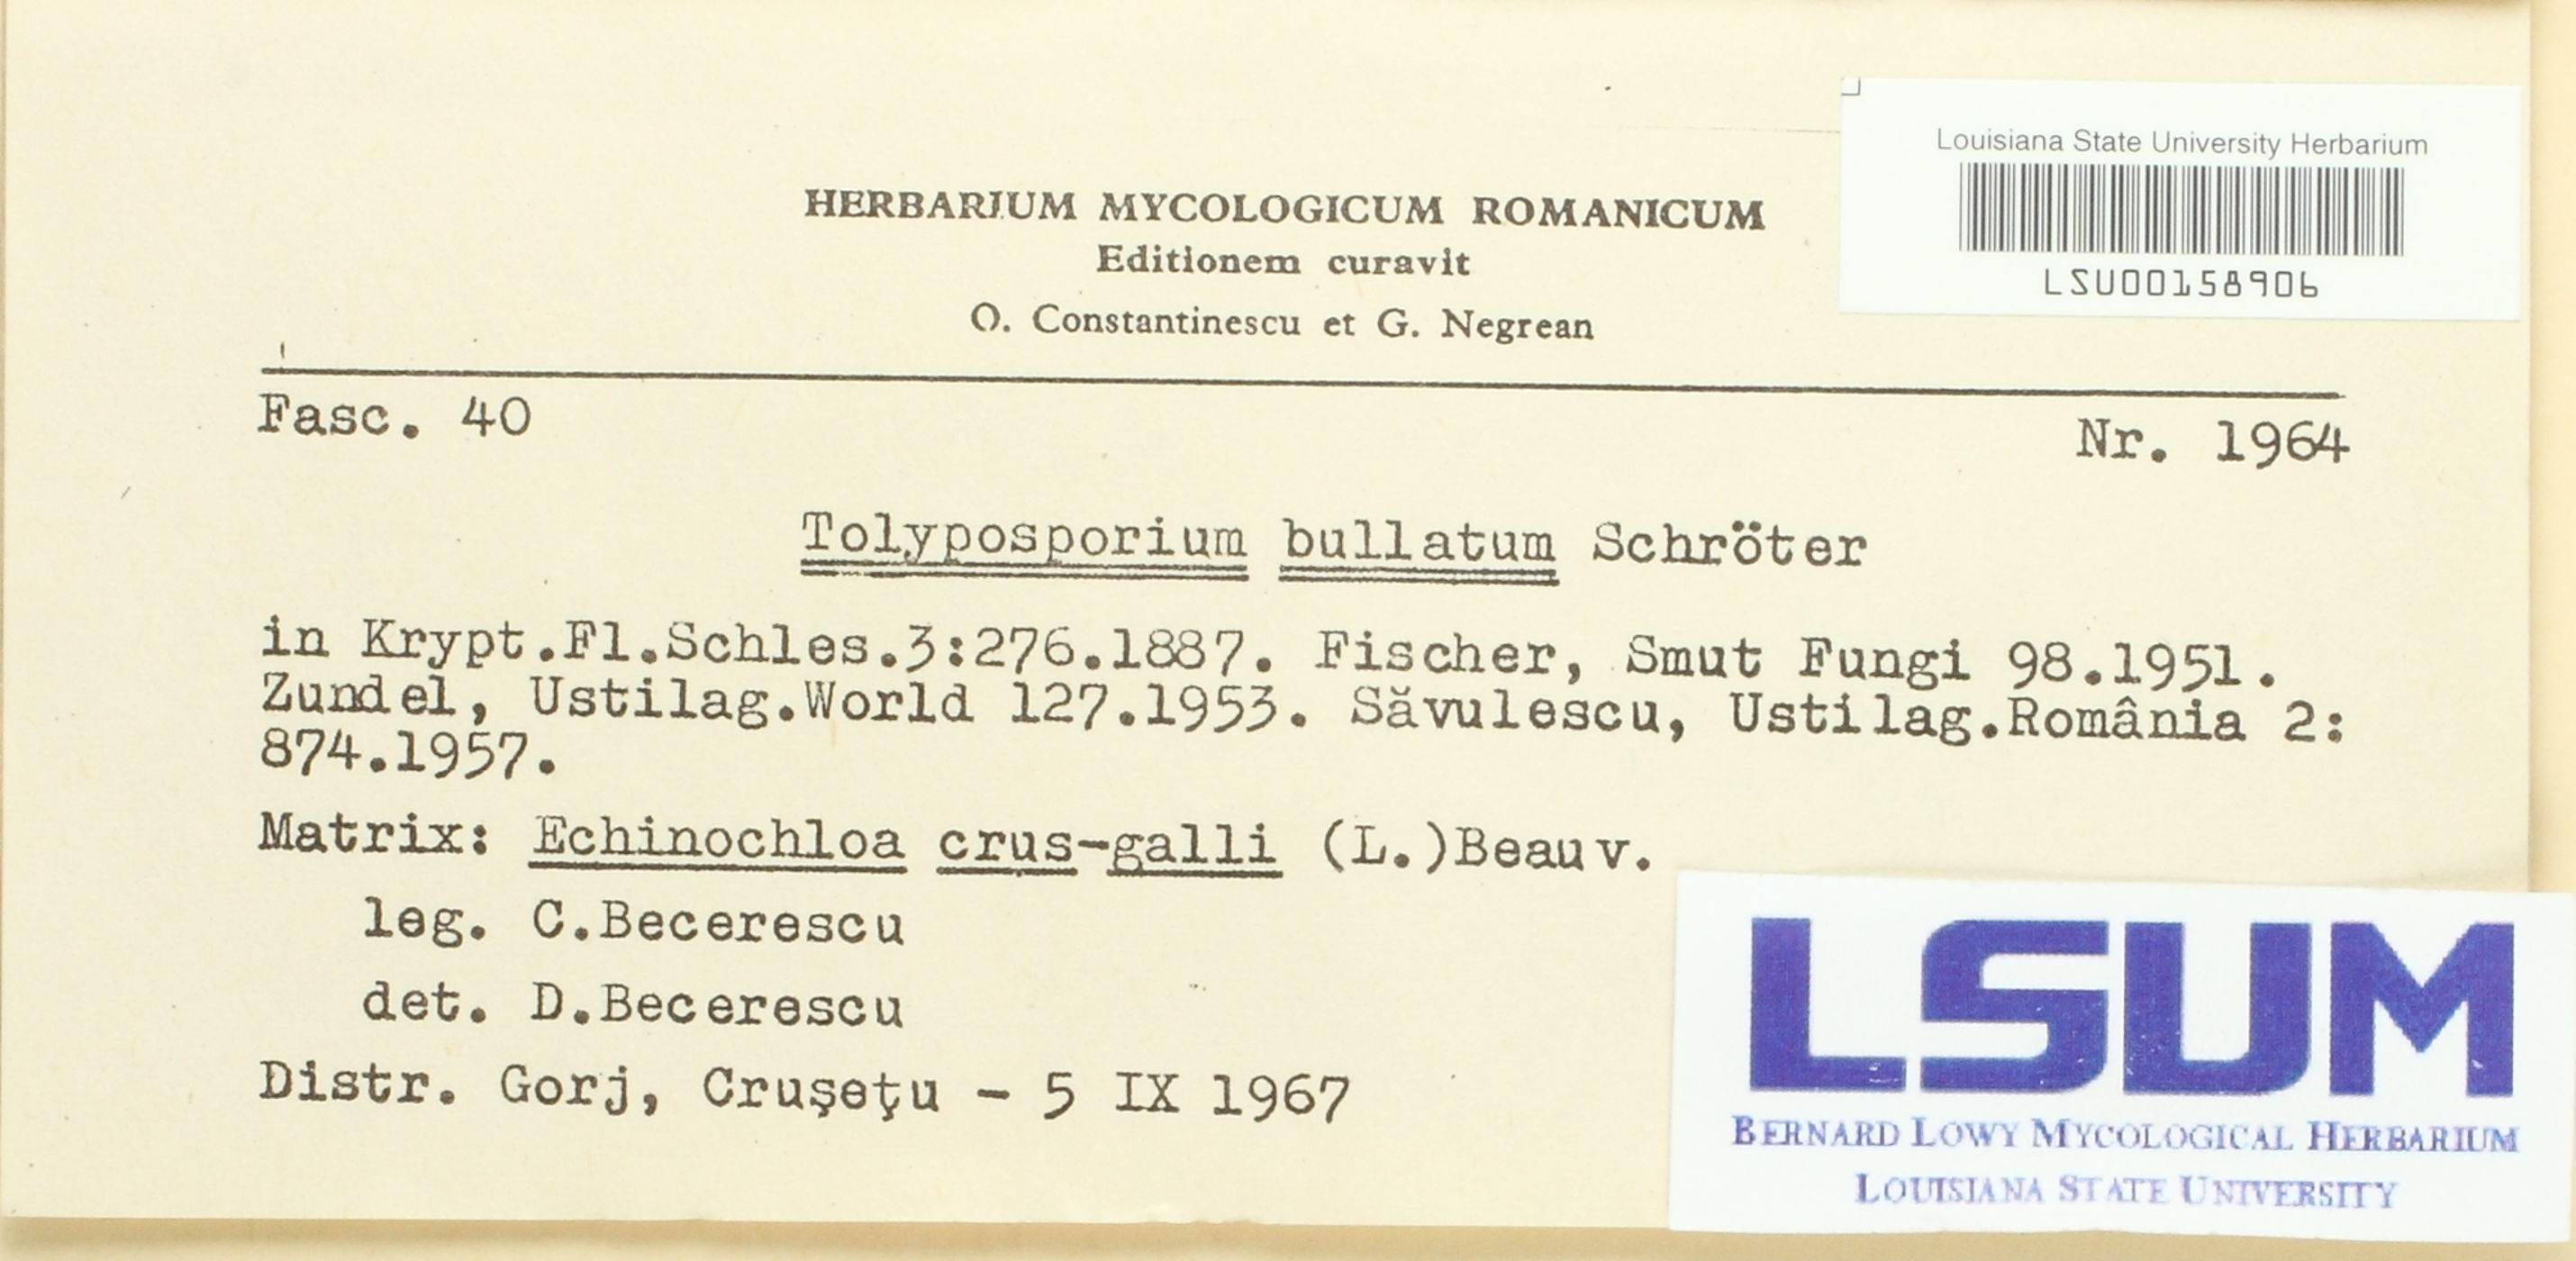 Louisiana State University Herbarium
LSU00158906
HERBARIUM MYCOLOGICUM ROMANICUM
Editionem curavit
O. Constantinescu et G. Negrean
Fasc. 40 Nr. 1964
Tolyposporium bullatum Schröter
in Krypt.Fl.Schles.3:276.1887. Fischer, Smut Fungi 98.1951.
Zundel, Ustilag.World 127.1953. Săvulescu, Ustilag.România 2:
874.1957.
Matrix: Echinochloa crus-galli (L.)Beauv.
leg. C.Becerescu
det. D.Becerescu
Distr. Gorj, Cruşeţu - 5 IX 1967
LSUM
BERNARD LOWY MYCOLOGICAL HERBARIUM
LOUISIANA STATE UNIVERSITY